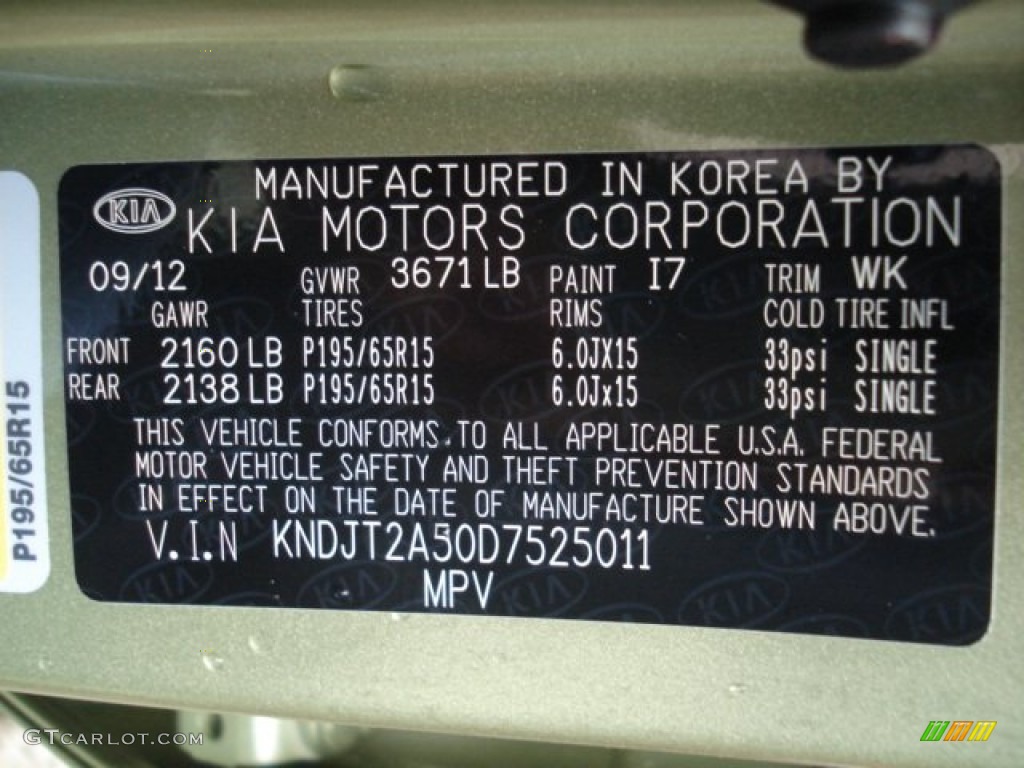 MANUFACTURED IN KOREA BY
KIA KIA MOTORS CORPORATION
09/12 GVWR 3671 LB PAINT I7 TRIM WK
GAWR TIRES RIMS COLD TIRE INFL
FRONT 2160 LB P195/65R15 6.0JX15 33psi SINGLE
REAR 2138 LB P195/65R15 6.0Jx15 33psi SINGLE
THIS VEHICLE CONFORMS TO ALL APPLICABLE U.S.A. FEDERAL
MOTOR VEHICLE SAFETY AND THEFT PREVENTION STANDARDS
IN EFFECT ON THE DATE OF MANUFACTURE SHOWN ABOVE.
V.I.N KNDJT2A50D7525011
MPV
P195/65R15
GTCARLOT.COM